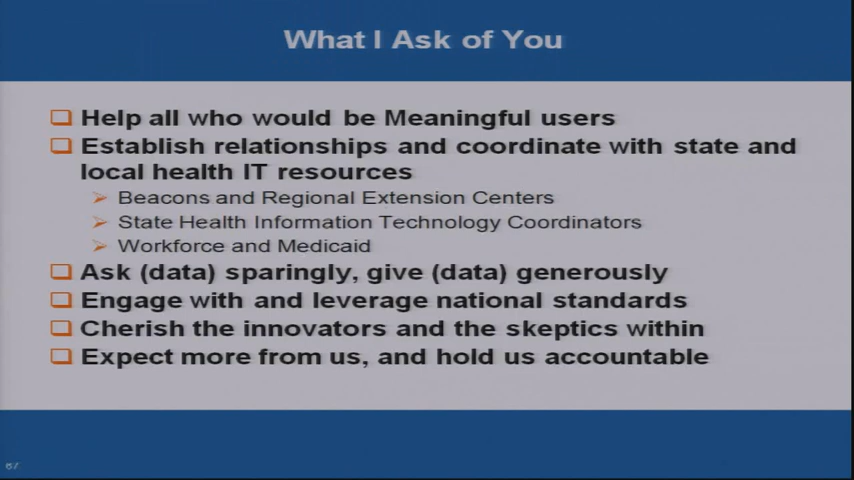 What I Ask of You
Help all who would be Meaningful users
Establish relationships and coordinate with state and
local health IT resources
Beacons and Regional Extension Centers
State Health Information Technology Coordinators
Workforce and Medicaid
Ask (data) sparingly, give (data) generously
Engage with and leverage national standards
Cherish the innovators and the skeptics within
Expect more from us, and hold us accountable